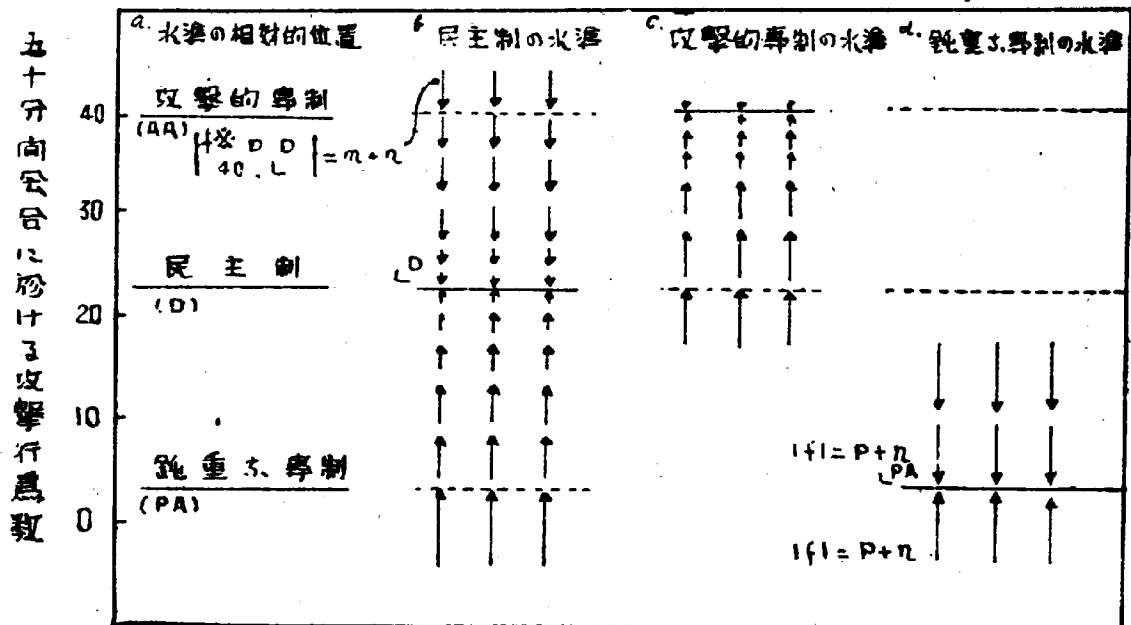 五十分間会合に於ける攻撃行為数
a. 水準の相対的位置
b 民主制の水準
c. 攻撃的専制の水準
d. 鈍重な専制の水準
40
30
20
10
0
攻撃的専制
(AA)
D D
40. L
= m + n
民主制
(D)
鈍重な専制
(PA)
L D
|f| = P + n
L PA
|f| = P + n